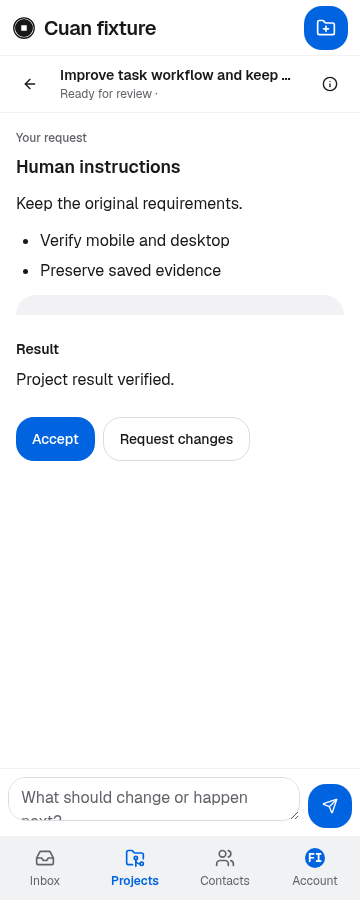 Cuan fixture
Improve task workflow and keep ...
Ready for review ·
Your request
Human instructions
Keep the original requirements.
• Verify mobile and desktop
• Preserve saved evidence
Result
Project result verified.
Accept
Request changes
What should change or happen
next?
Inbox
Projects
Contacts
FI
Account